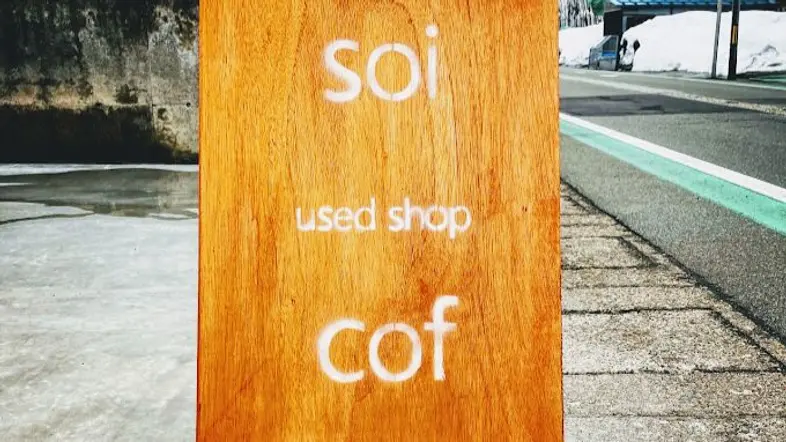 soi
used shop
cof